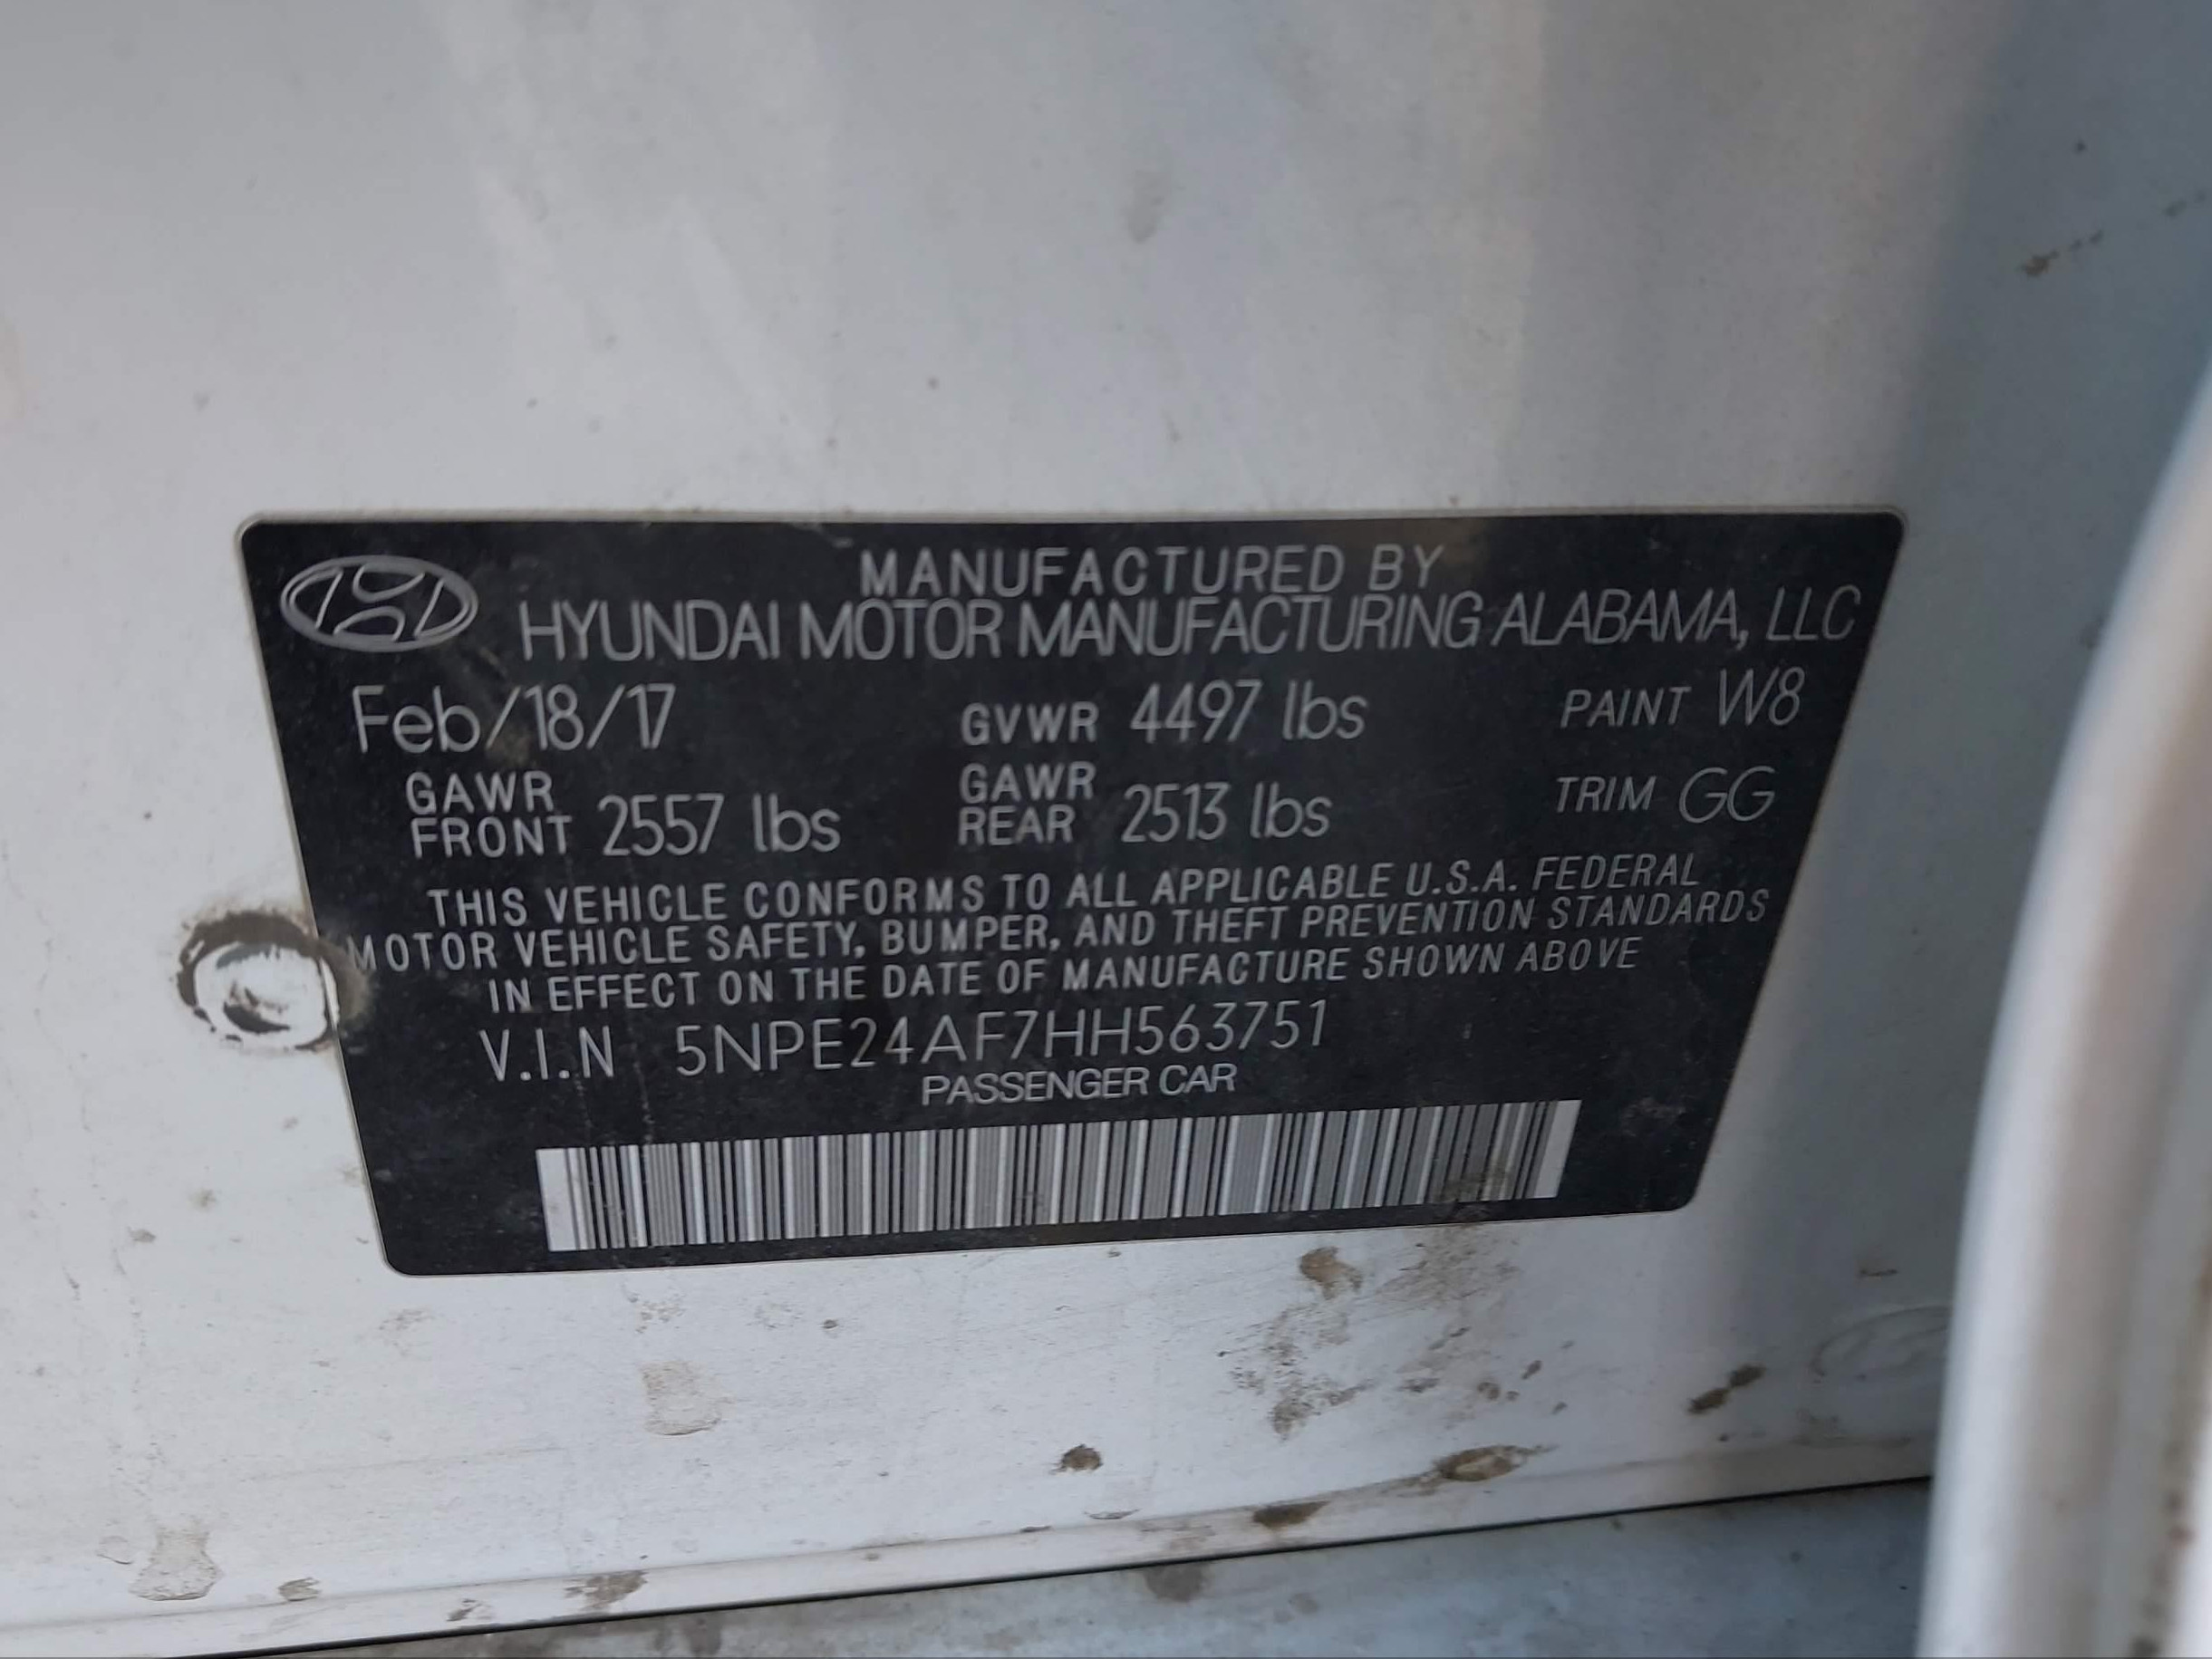 MANUFACTURED BY
HYUNDAI MOTOR MANUFACTURING ALABAMA, LLC
Feb/18/17 GVWR 4497 lbs PAINT W8
GAWR FRONT 2557 lbs GAWR REAR 2513 lbs TRIM GG
THIS VEHICLE CONFORMS TO ALL APPLICABLE U.S.A. FEDERAL
MOTOR VEHICLE SAFETY, BUMPER, AND THEFT PREVENTION STANDARDS
IN EFFECT ON THE DATE OF MANUFACTURE SHOWN ABOVE
V.I.N 5NPE24AF7HH563751
PASSENGER CAR